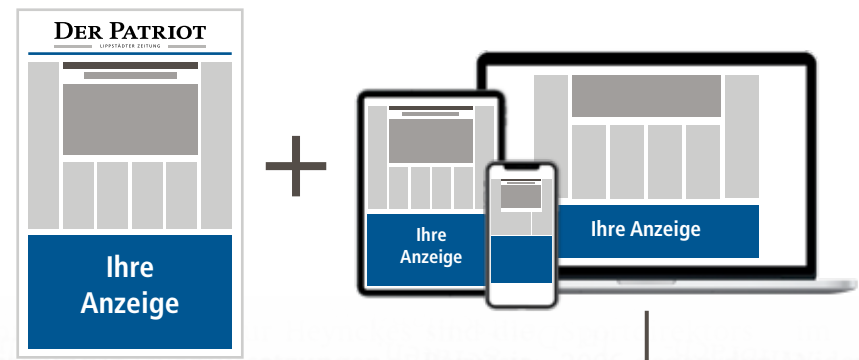 DER PATRIOT
LIPPSTÄDTER ZEITUNG
Ihre
Anzeige
Ihre
Anzeige
Ihre Anzeige